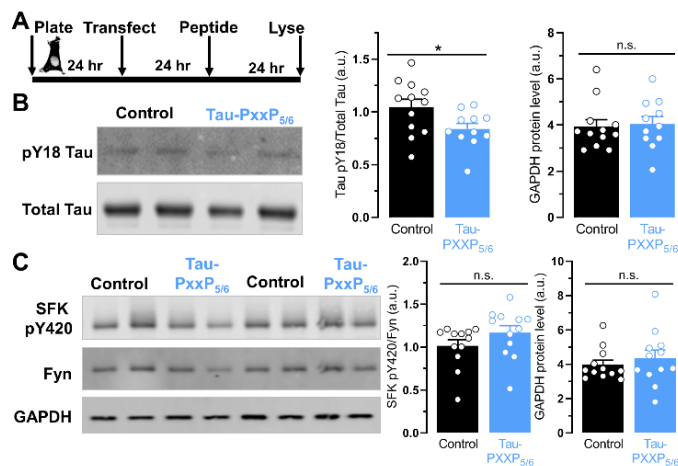 A
Plate Transfect Peptide Lyse
24 hr 24 hr 24 hr
B
Control Tau-PxxP5/6
pY18 Tau
Total Tau
Tau pY18/Total Tau (a.u.)
1.5
1.0
0.5
0.0
*
Control Tau-
PXXP5/6
GAPDH protein level (a.u.)
8
6
4
2
0
n.s.
Control Tau-
PXXP5/6
C
Control Tau-
PxxP5/6 Control Tau-
PxxP5/6
SFK
pY420
Fyn
GAPDH
SFK pY420/Fyn (a.u.)
2.0
1.5
1.0
0.5
0.0
n.s.
Control Tau-
PXXP5/6
GAPDH protein level (a.u.)
10
8
6
4
2
0
n.s.
Control Tau-
PXXP5/6